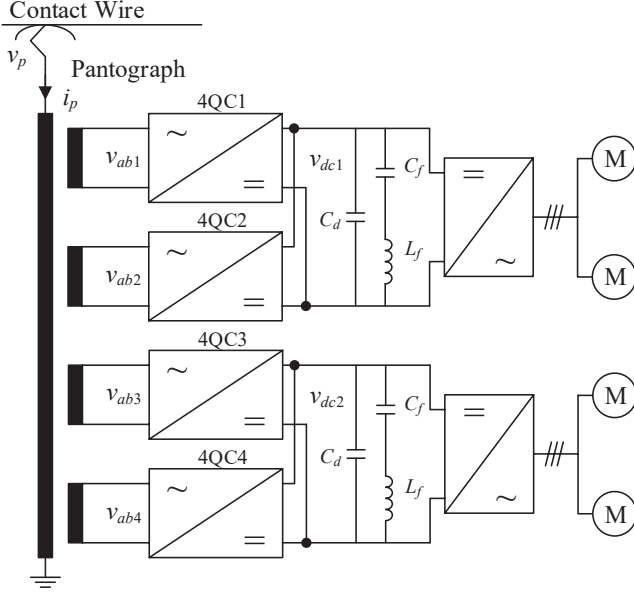 Contact Wire
v_p
Pantograph
i_p
4QC1
v_ab1
~
=
v_dc1
C_d
C_f
L_f
=
~
M
M
4QC2
v_ab2
~
=
4QC3
v_ab3
~
=
v_dc2
C_d
C_f
L_f
=
~
M
M
4QC4
v_ab4
~
=